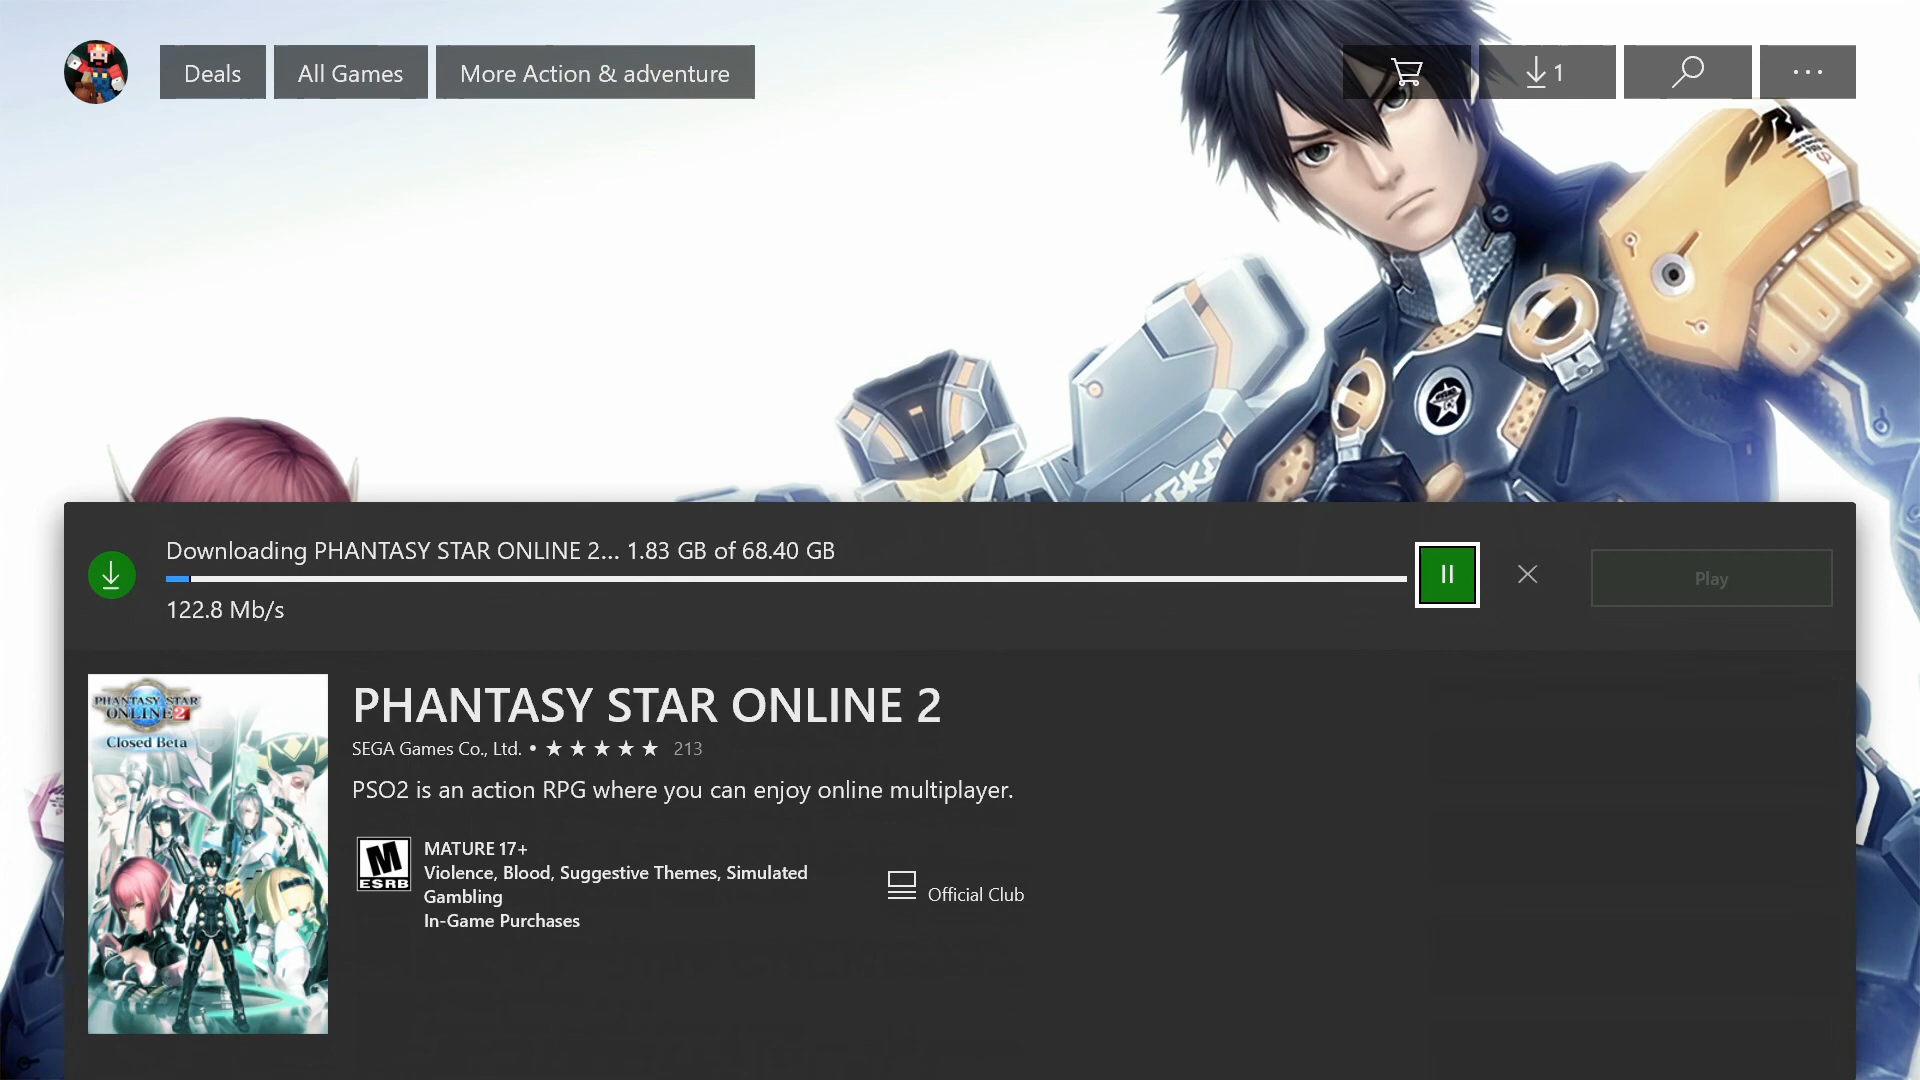 Deals
All Games
More Action & adventure
1
...
Downloading PHANTASY STAR ONLINE 2... 1.83 GB of 68.40 GB
122.8 Mb/s
Play
PHANTASY STAR
ONLINE 2
Closed Beta
PHANTASY STAR ONLINE 2
SEGA Games Co., Ltd. • ★ ★ ★ ★ ★ 213
PSO2 is an action RPG where you can enjoy online multiplayer.
M
ESRB
MATURE 17+
Violence, Blood, Suggestive Themes, Simulated
Gambling
In-Game Purchases
Official Club